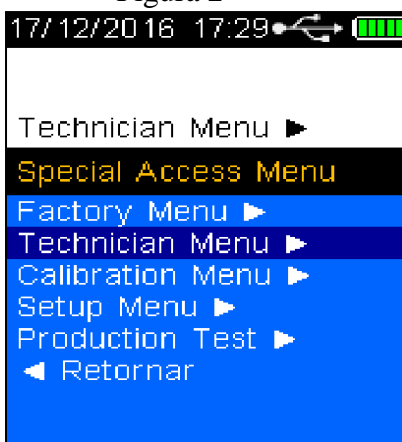 17/12/2016 17:29
Technician Menu ►
Special Access Menu
Factory Menu ►
Technician Menu ►
Calibration Menu ►
Setup Menu ►
Production Test ►
◄ Retornar